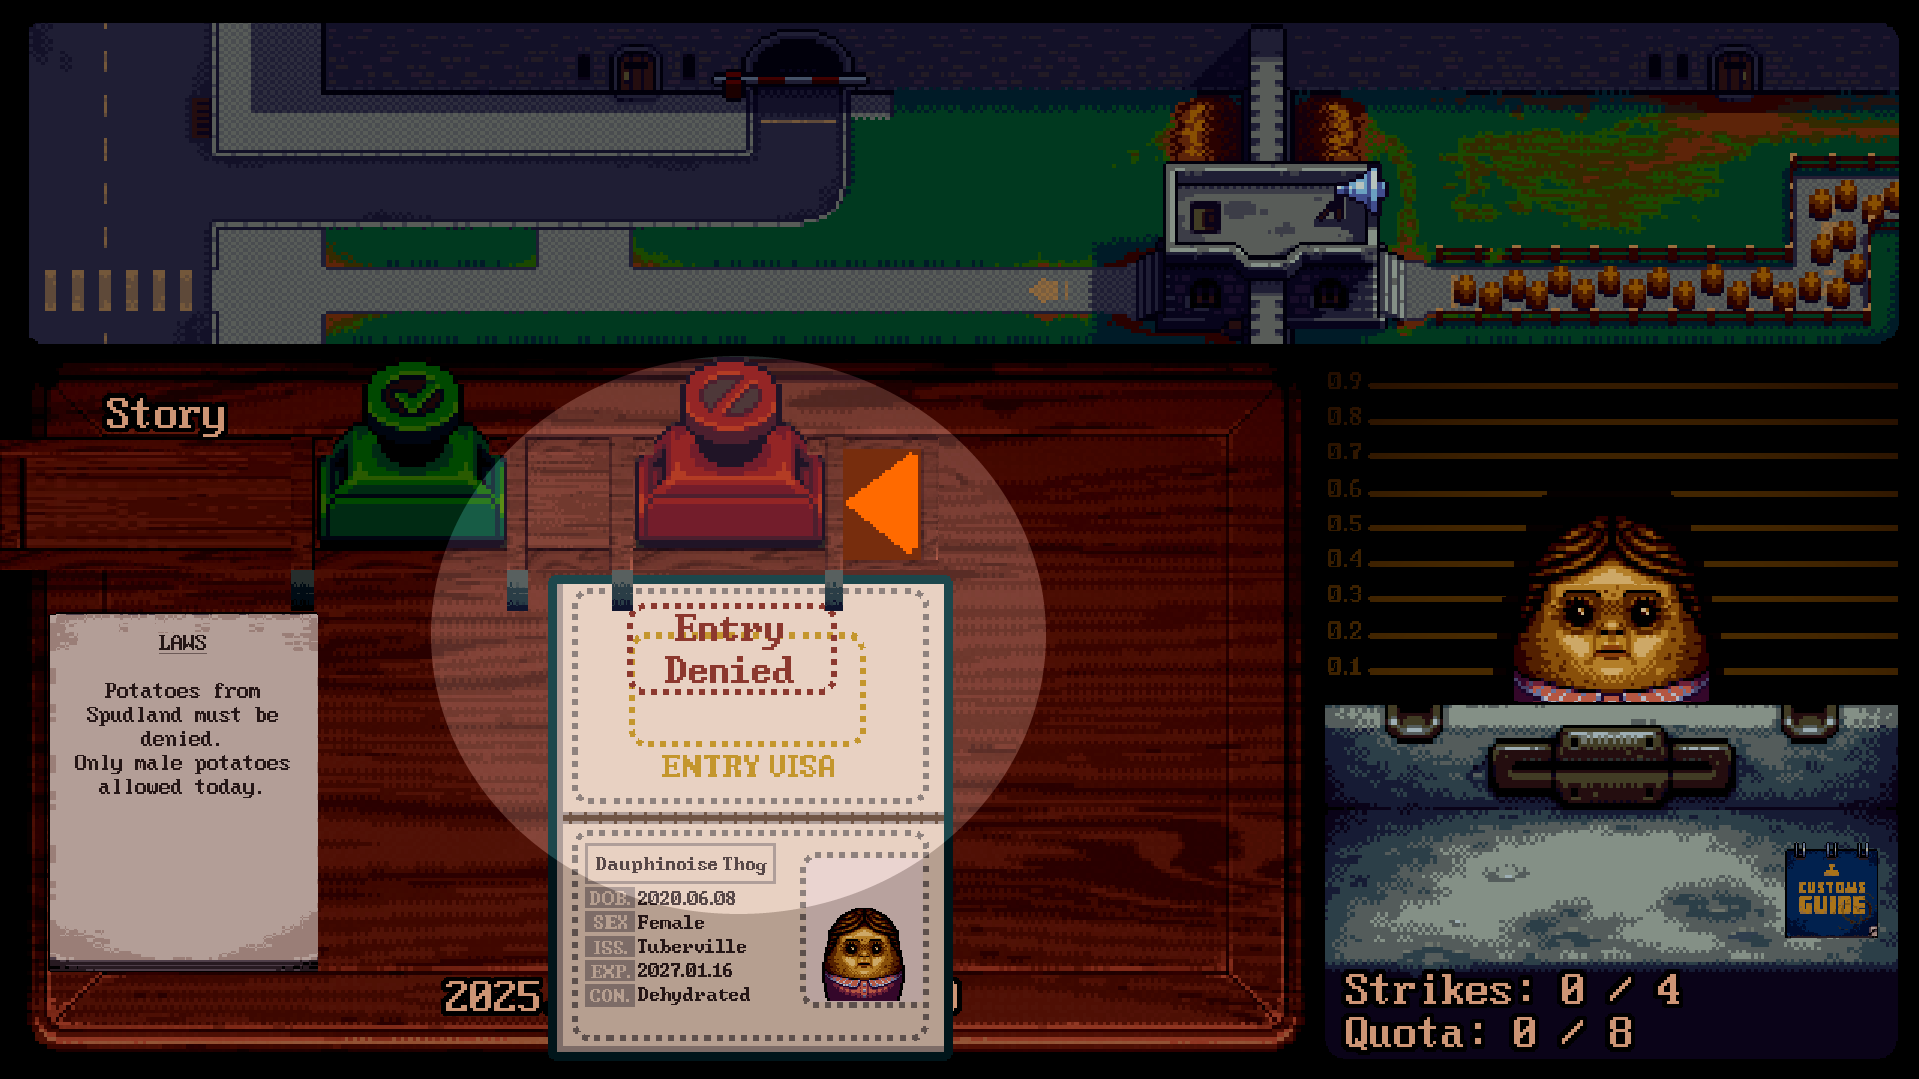 Story
0.9
0.8
0.7
0.6
0.5
0.4
0.3
0.2
0.1
LAWS
Potatoes from
Spudland must be
denied.
Only male potatoes
allowed today.
Entry
Denied
ENTRY VISA
Dauphinoise Thog
DOB. 2020.06.08
SEX Female
ISS. Tuberville
EXP. 2027.01.16
CON. Dehydrated
2025
CUSTOMS
GUIDE
Strikes: 0 / 4
Quota: 0 / 8